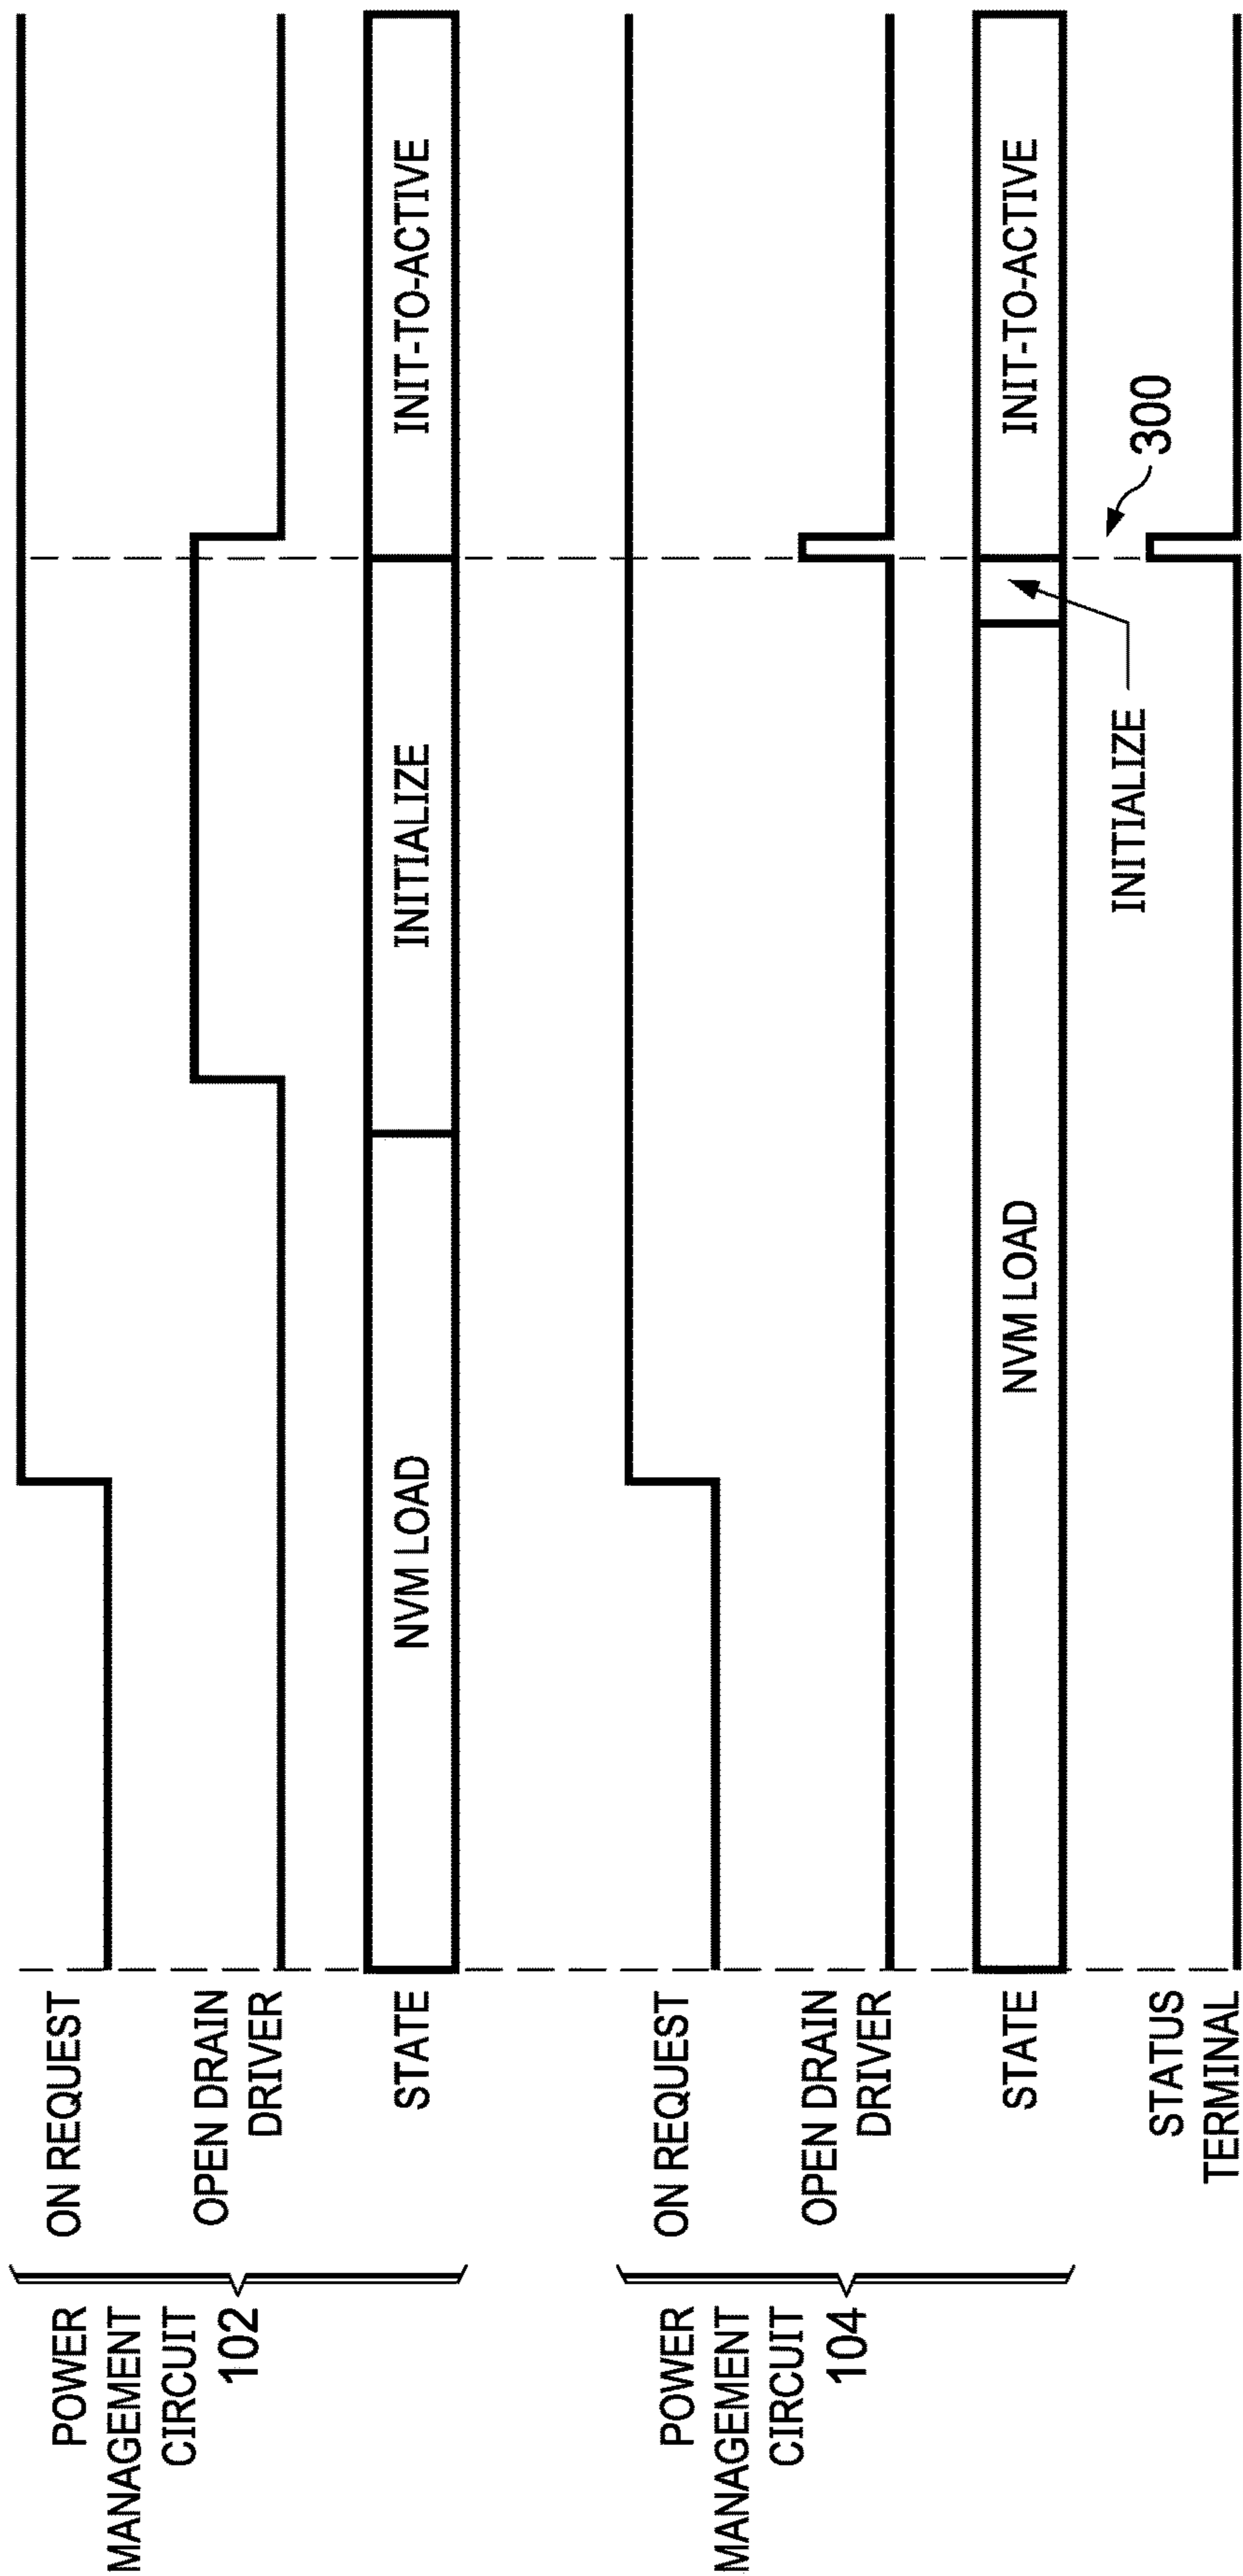 POWER
MANAGEMENT
CIRCUIT
102
ON REQUEST
OPEN DRAIN
DRIVER
STATE
NVM LOAD
INITIALIZE
INIT-TO-ACTIVE
POWER
MANAGEMENT
CIRCUIT
104
ON REQUEST
OPEN DRAIN
DRIVER
STATE
NVM LOAD
INIT-TO-ACTIVE
INITIALIZE
300
STATUS
TERMINAL